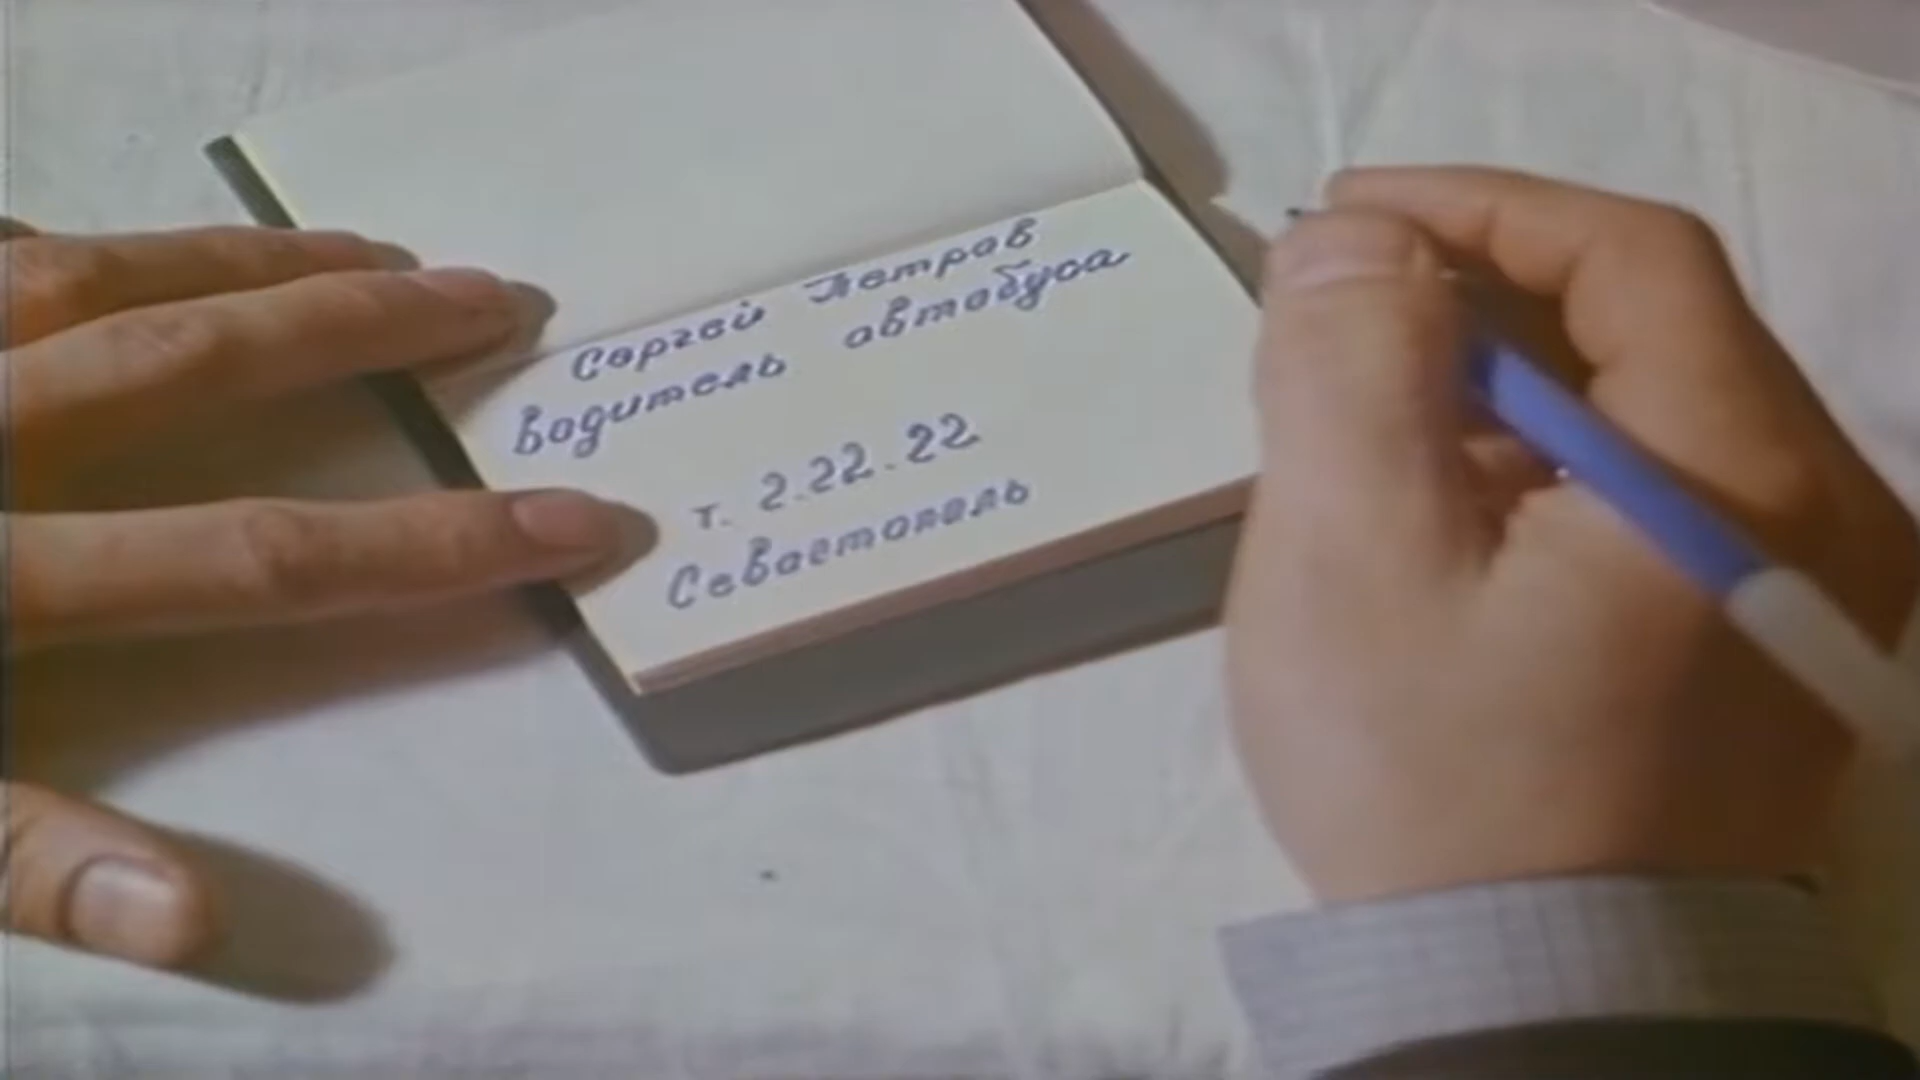 Сергей Петров
водитель автобуса
т. 2.22.22
Севастополь